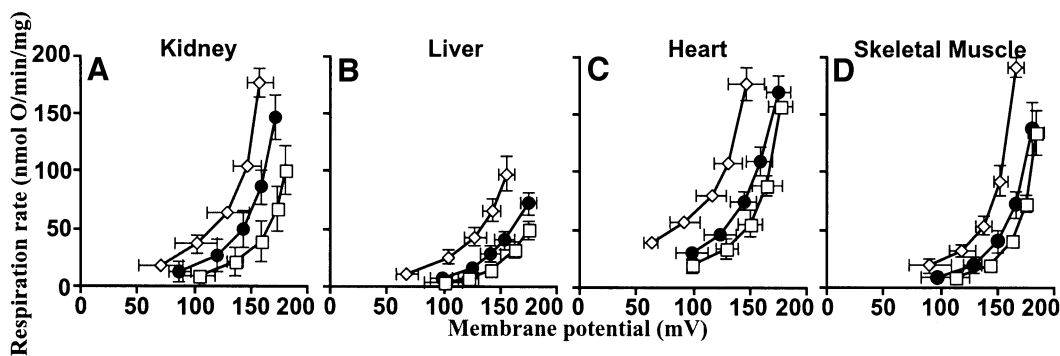 Kidney
Liver
Heart
Skeletal Muscle
A
B
C
D
Respiration rate (nmol O/min/mg)
200
150
100
50
0
0 50 100 150 200
0 50 100 150 200
0 50 100 150 200
0 50 100 150 200
Membrane potential (mV)